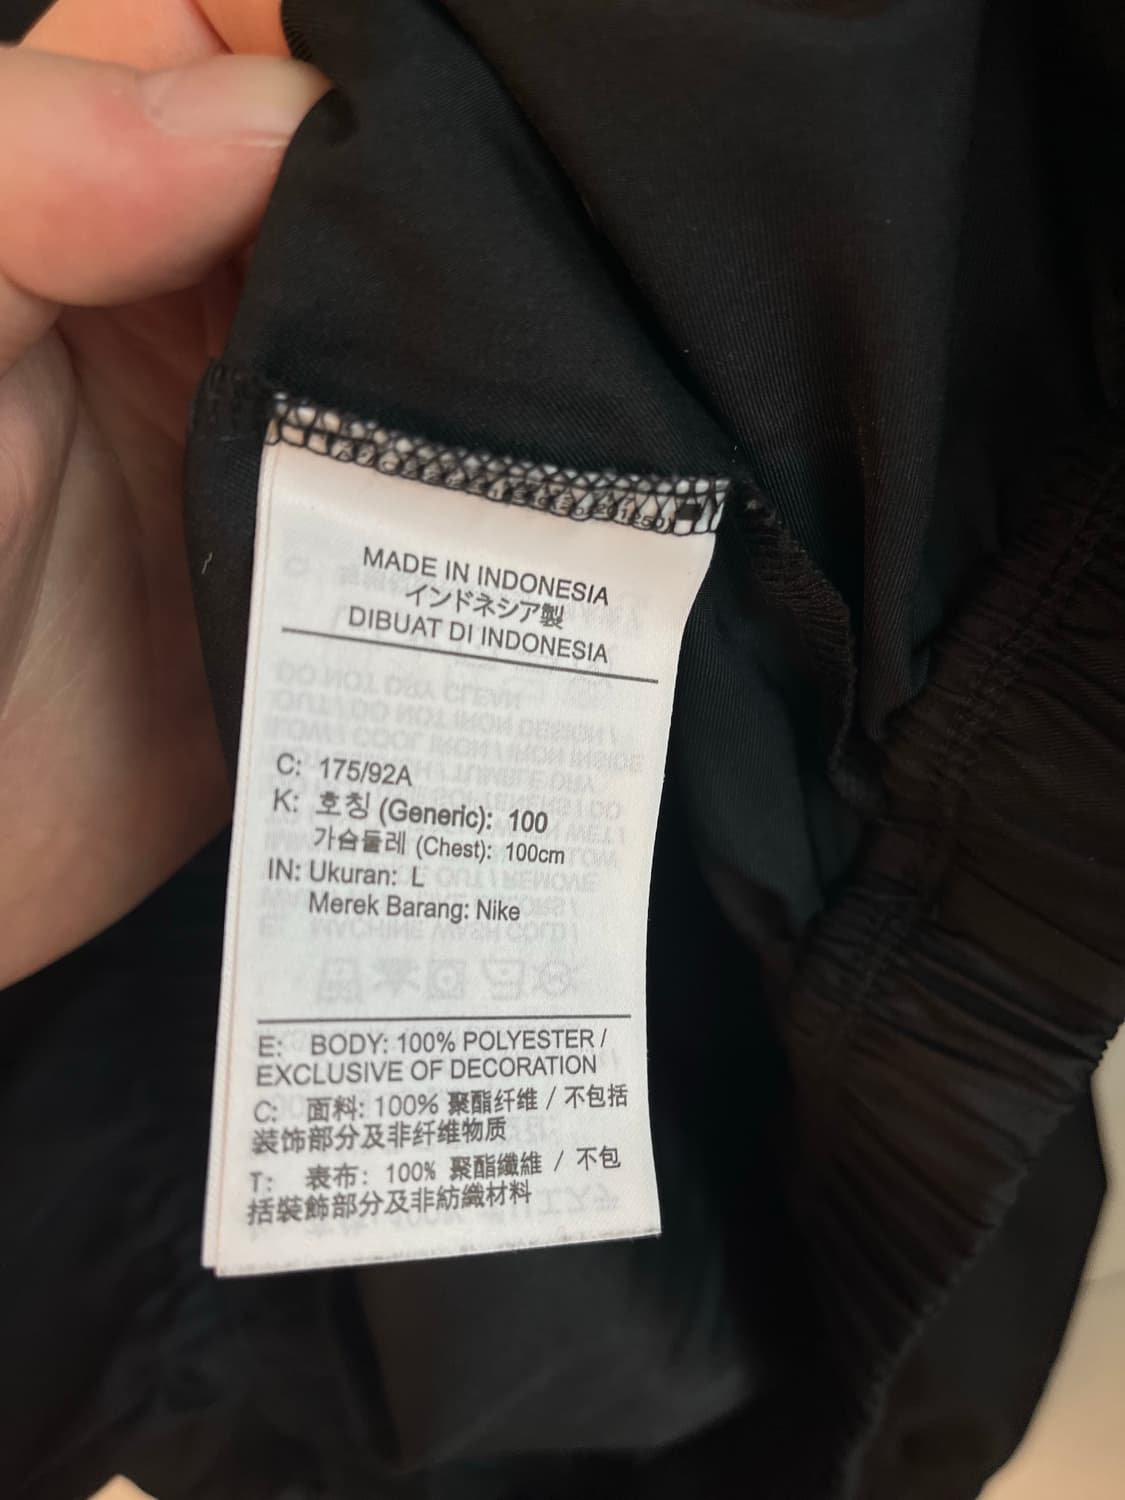 MADE IN INDONESIA
インドネシア製
DIBUAT DI INDONESIA
C: 175/92A
K: 호칭 (Generic): 100
가슴둘레 (Chest): 100cm
IN: Ukuran: L
Merek Barang: Nike
E: BODY: 100% POLYESTER /
EXCLUSIVE OF DECORATION
C: 面料: 100% 聚酯纤维 / 不包括
装饰部分及非纤维物质
T: 表布: 100% 聚酯纖維 / 不包
括裝飾部分及非紡織材料